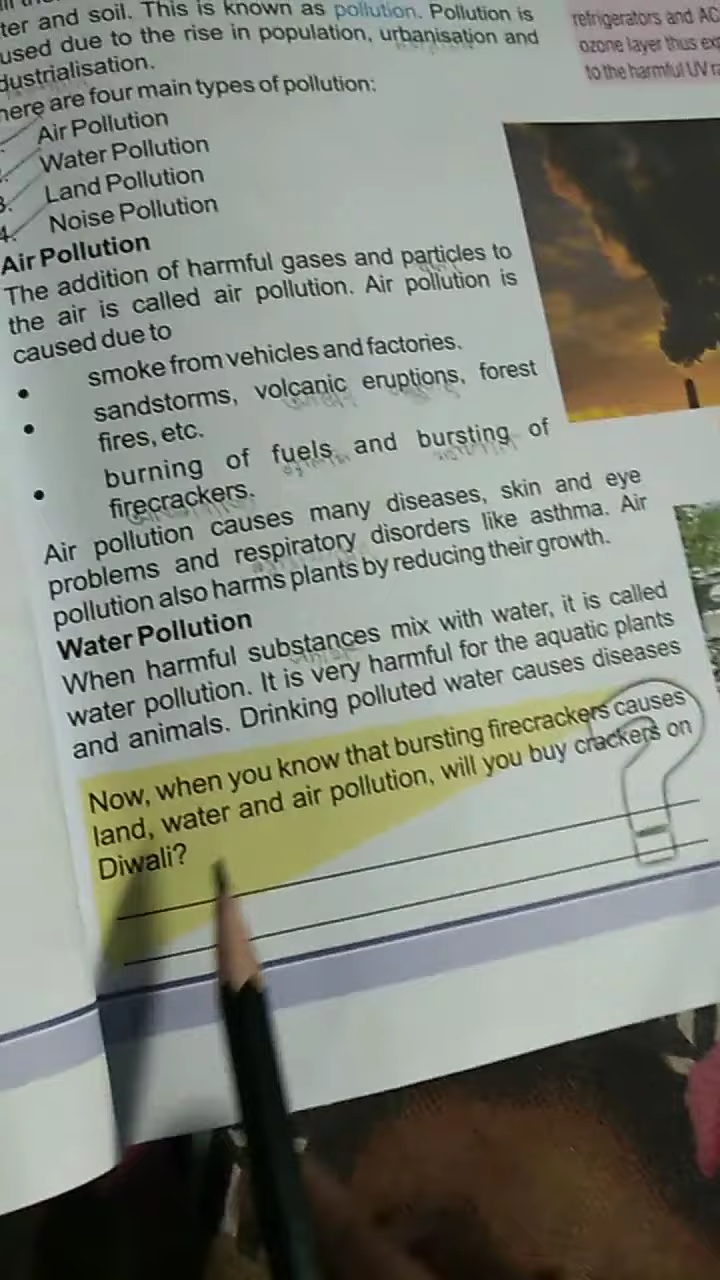 ter and soil. This is known as pollution. Pollution is
used due to the rise in population, urbanisation and
dustrialisation.
here are four main types of pollution:
Air Pollution
Water Pollution
3. Land Pollution
4. Noise Pollution
Air Pollution
The addition of harmful gases and particles to
the air is called air pollution. Air pollution is
caused due to
• smoke from vehicles and factories.
• sandstorms, volcanic eruptions, forest
fires, etc.
• burning of fuels and bursting of
firecrackers.
Air pollution causes many diseases, skin and eye
problems and respiratory disorders like asthma. Air
pollution also harms plants by reducing their growth.
Water Pollution
When harmful substances mix with water, it is called
water pollution. It is very harmful for the aquatic plants
and animals. Drinking polluted water causes diseases
Now, when you know that bursting firecrackers causes
land, water and air pollution, will you buy crackers on
Diwali?
?
refrigerators and AC
ozone layer thus exp
to the harmful UV ra